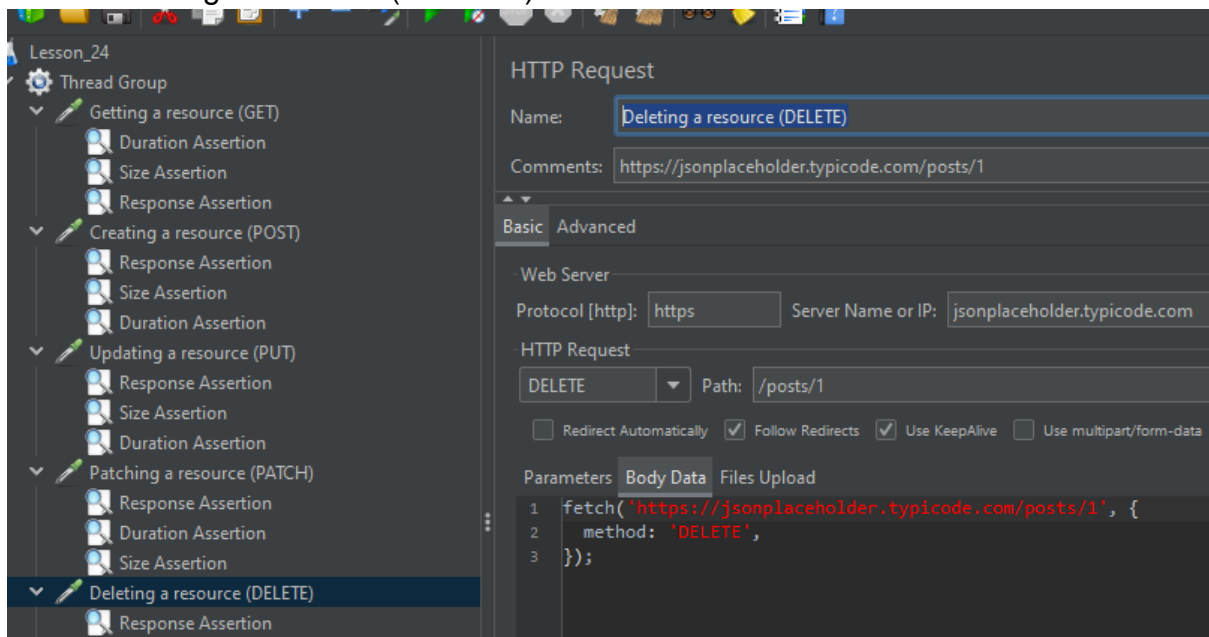 Lesson_24
Thread Group
Getting a resource (GET)
Duration Assertion
Size Assertion
Response Assertion
Creating a resource (POST)
Response Assertion
Size Assertion
Duration Assertion
Updating a resource (PUT)
Response Assertion
Size Assertion
Duration Assertion
Patching a resource (PATCH)
Response Assertion
Duration Assertion
Size Assertion
Deleting a resource (DELETE)
Response Assertion
HTTP Request
Name: Deleting a resource (DELETE)
Comments: https://jsonplaceholder.typicode.com/posts/1
Basic Advanced
Web Server
Protocol [http]: https Server Name or IP: jsonplaceholder.typicode.com
HTTP Request
DELETE Path: /posts/1
Redirect Automatically Follow Redirects Use KeepAlive Use multipart/form-data
Parameters Body Data Files Upload
1 fetch('https://jsonplaceholder.typicode.com/posts/1', {
2 method: 'DELETE',
3 });